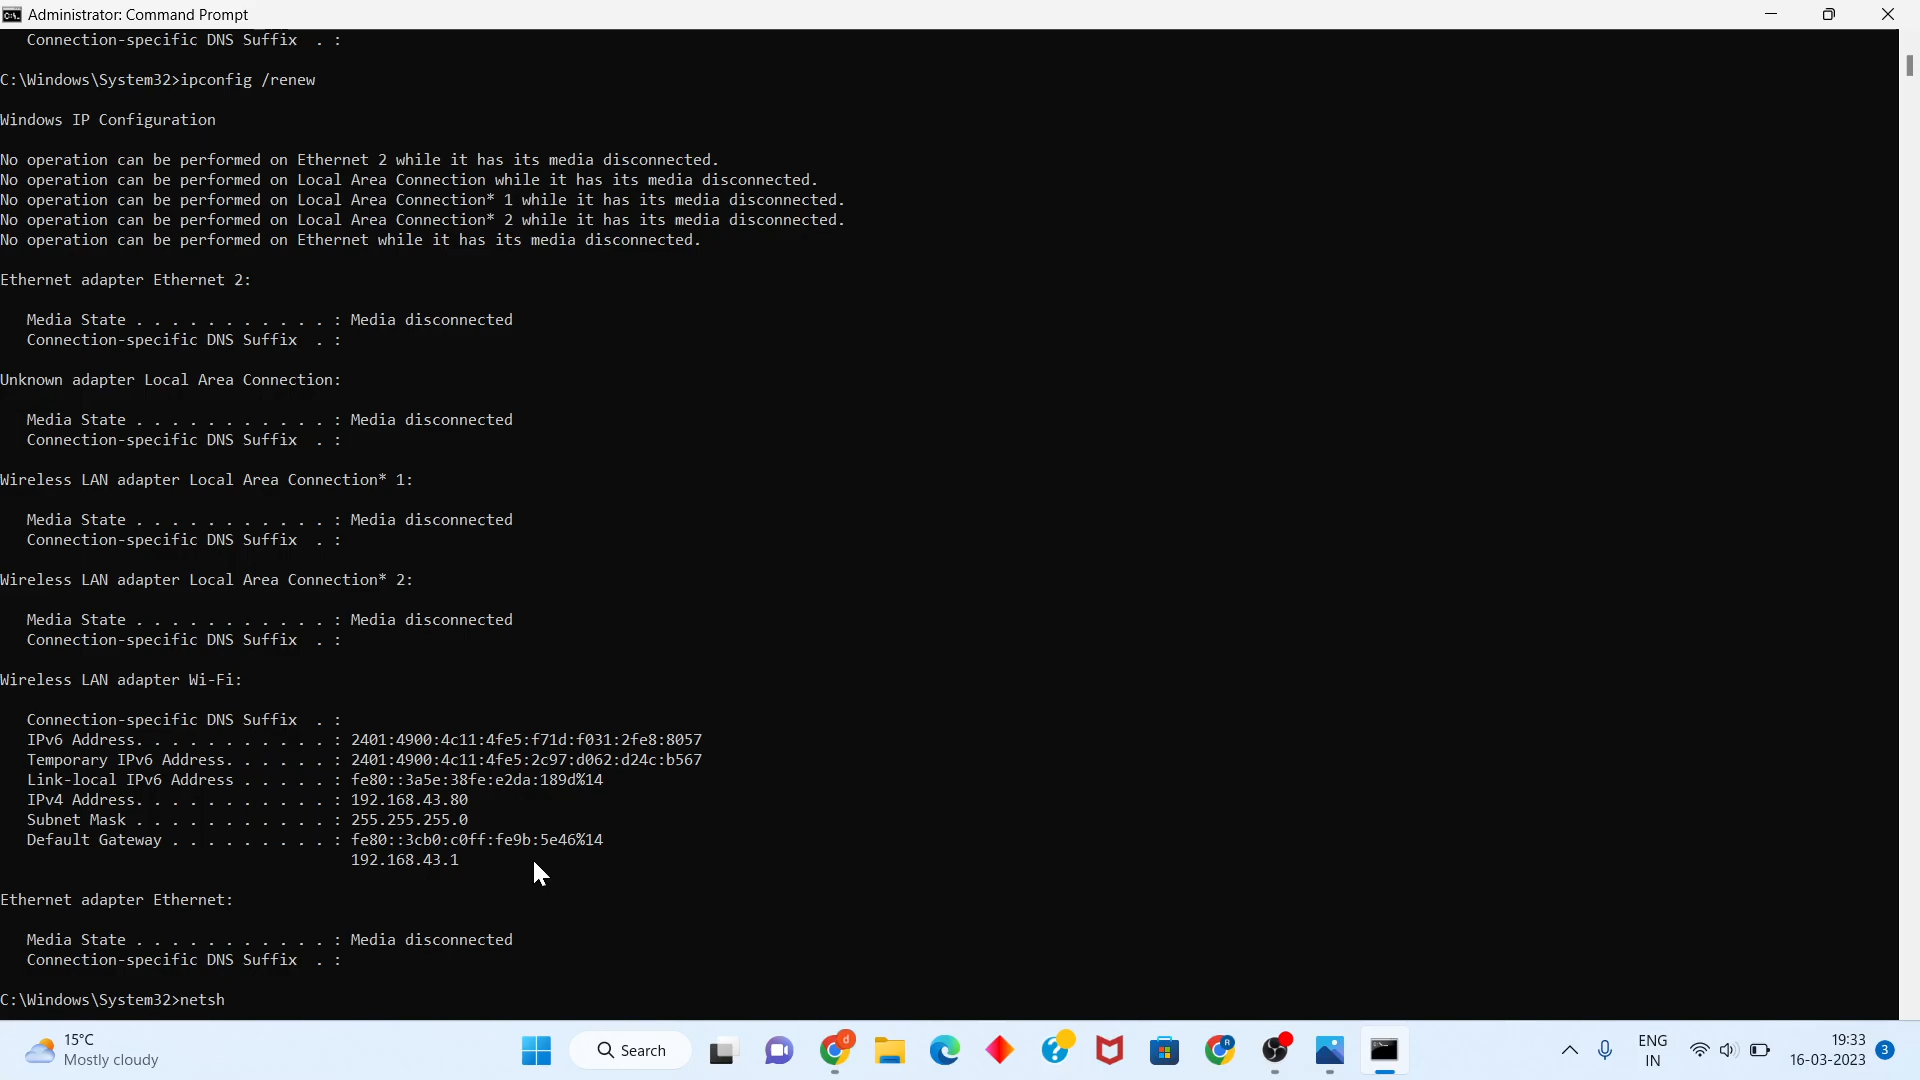 Administrator: Command Prompt
Connection-specific DNS Suffix  . :
C:\Windows\System32>ipconfig /renew
Windows IP Configuration
No operation can be performed on Ethernet 2 while it has its media disconnected.
No operation can be performed on Local Area Connection while it has its media disconnected.
No operation can be performed on Local Area Connection* 1 while it has its media disconnected.
No operation can be performed on Local Area Connection* 2 while it has its media disconnected.
No operation can be performed on Ethernet while it has its media disconnected.
Ethernet adapter Ethernet 2:
Media State . . . . . . . . . . . : Media disconnected
Connection-specific DNS Suffix  . :
Unknown adapter Local Area Connection:
Media State . . . . . . . . . . . : Media disconnected
Connection-specific DNS Suffix  . :
Wireless LAN adapter Local Area Connection* 1:
Media State . . . . . . . . . . . : Media disconnected
Connection-specific DNS Suffix  . :
Wireless LAN adapter Local Area Connection* 2:
Media State . . . . . . . . . . . : Media disconnected
Connection-specific DNS Suffix  . :
Wireless LAN adapter Wi-Fi:
Connection-specific DNS Suffix  . :
IPv6 Address. . . . . . . . . . . : 2401:4900:4c11:4fe5:f71d:f031:2fe8:8057
Temporary IPv6 Address. . . . . . : 2401:4900:4c11:4fe5:2c97:d062:d24c:b567
Link-local IPv6 Address . . . . . : fe80::3a5e:38fe:e2da:189d%14
IPv4 Address. . . . . . . . . . . : 192.168.43.80
Subnet Mask . . . . . . . . . . . : 255.255.255.0
Default Gateway . . . . . . . . . : fe80::3cb0:c0ff:fe9b:5e46%14
192.168.43.1
Ethernet adapter Ethernet:
Media State . . . . . . . . . . . : Media disconnected
Connection-specific DNS Suffix  . :
C:\Windows\System32>netsh
15°C
Mostly cloudy
Search
d
R
ENG
IN
19:33
16-03-2023
3